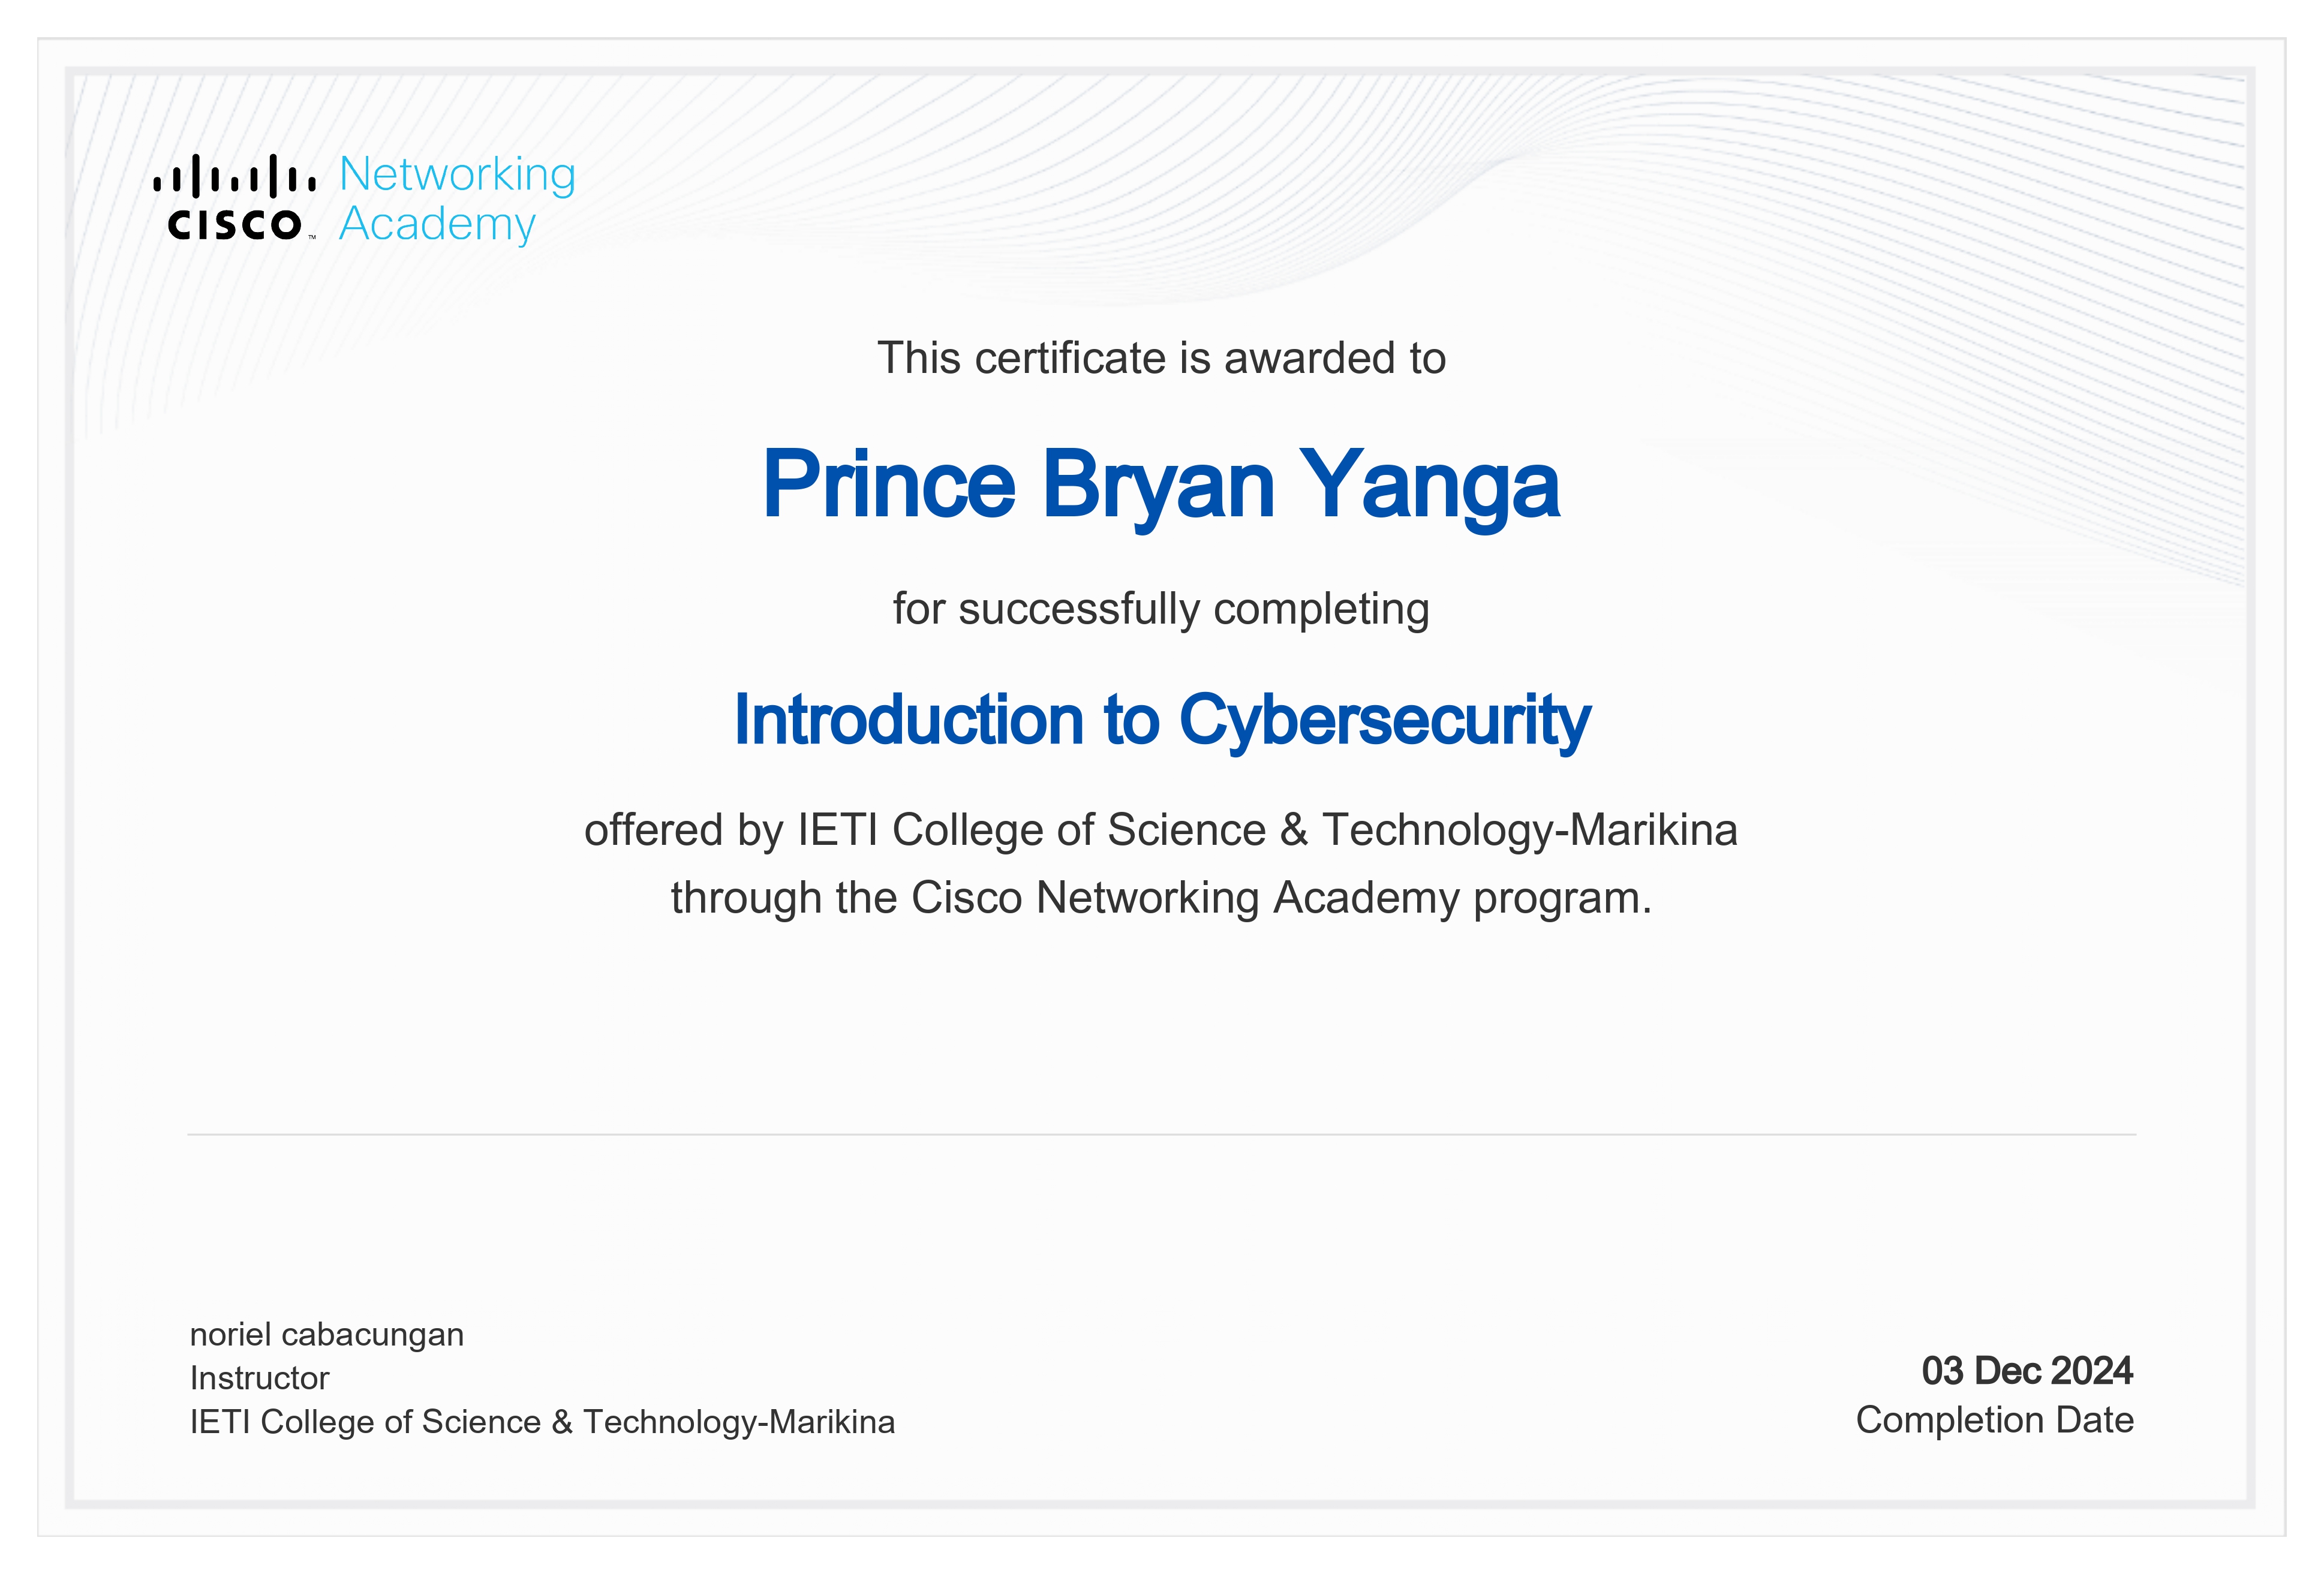 CISCO™
Networking
Academy
This certificate is awarded to
Prince Bryan Yanga
for successfully completing
Introduction to Cybersecurity
offered by IETI College of Science & Technology-Marikina
through the Cisco Networking Academy program.
noriel cabacungan
Instructor
IETI College of Science & Technology-Marikina
03 Dec 2024
Completion Date